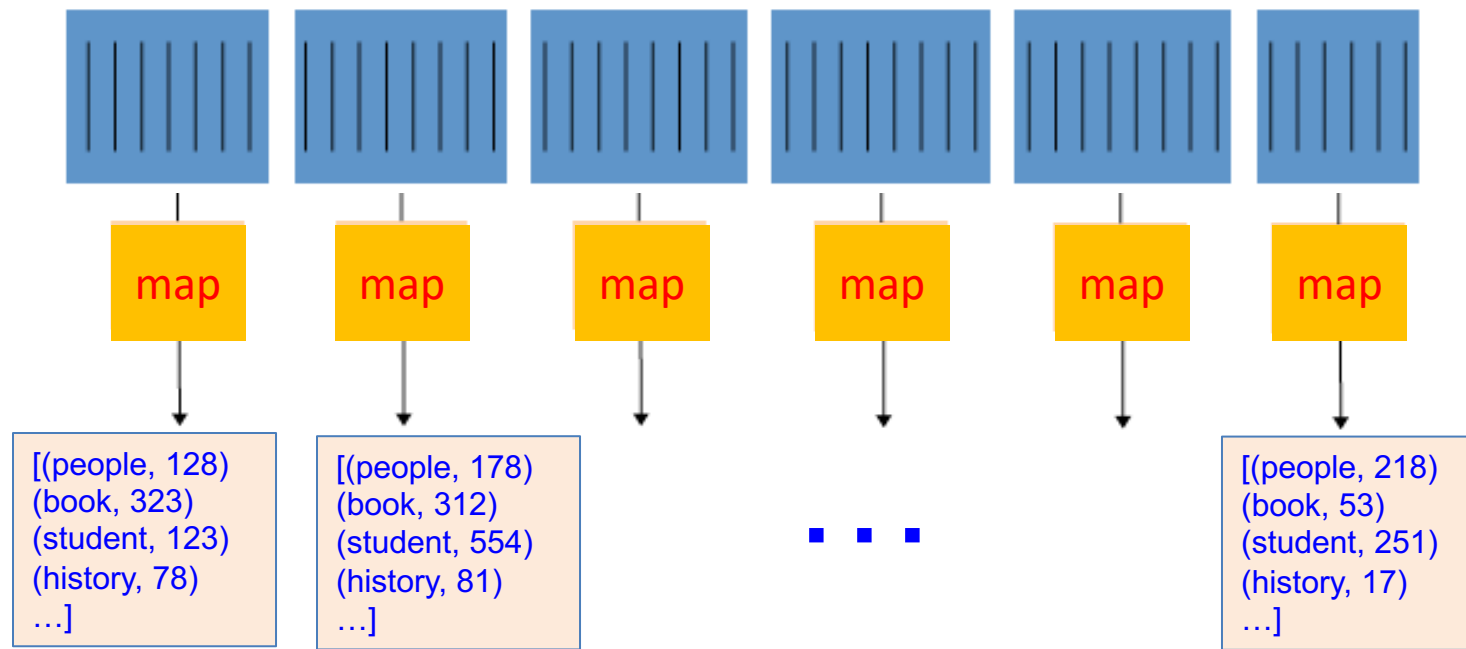 map
map
map
map
map
map
[(people, 128)
(book, 323)
(student, 123)
(history, 78)
…]
[(people, 178)
(book, 312)
(student, 554)
(history, 81)
…]
[(people, 218)
(book, 53)
(student, 251)
(history, 17)
…]